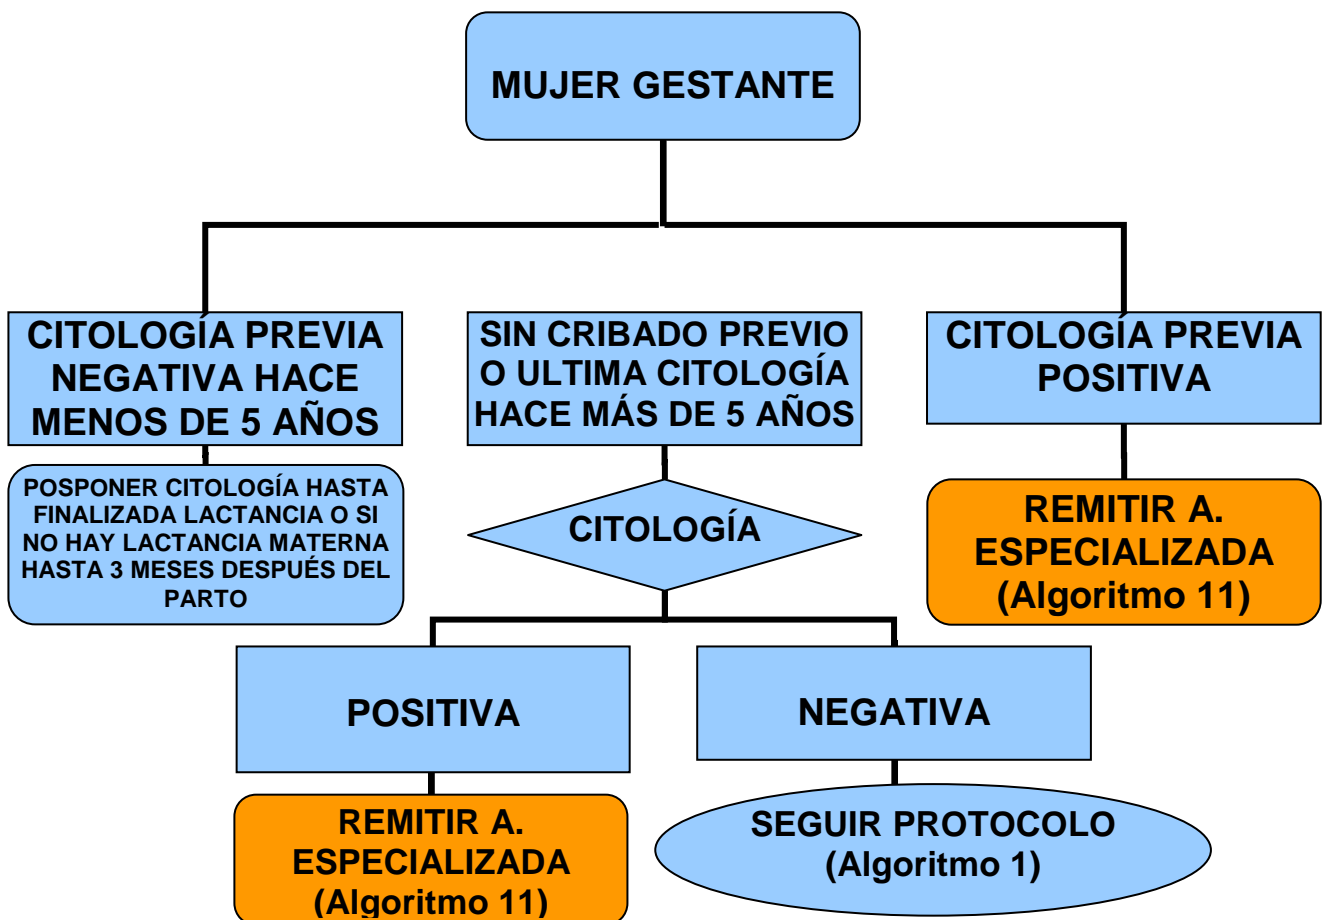 MUJER GESTANTE
CITOLOGÍA PREVIA
NEGATIVA HACE
MENOS DE 5 AÑOS
SIN CRIBADO PREVIO
O ULTIMA CITOLOGÍA
HACE MÁS DE 5 AÑOS
CITOLOGÍA PREVIA
POSITIVA
POSPONER CITOLOGÍA HASTA
FINALIZADA LACTANCIA O SI
NO HAY LACTANCIA MATERNA
HASTA 3 MESES DESPUÉS DEL
PARTO
CITOLOGÍA
REMITIR A.
ESPECIALIZADA
(Algoritmo 11)
POSITIVA
NEGATIVA
REMITIR A.
ESPECIALIZADA
(Algoritmo 11)
SEGUIR PROTOCOLO
(Algoritmo 1)